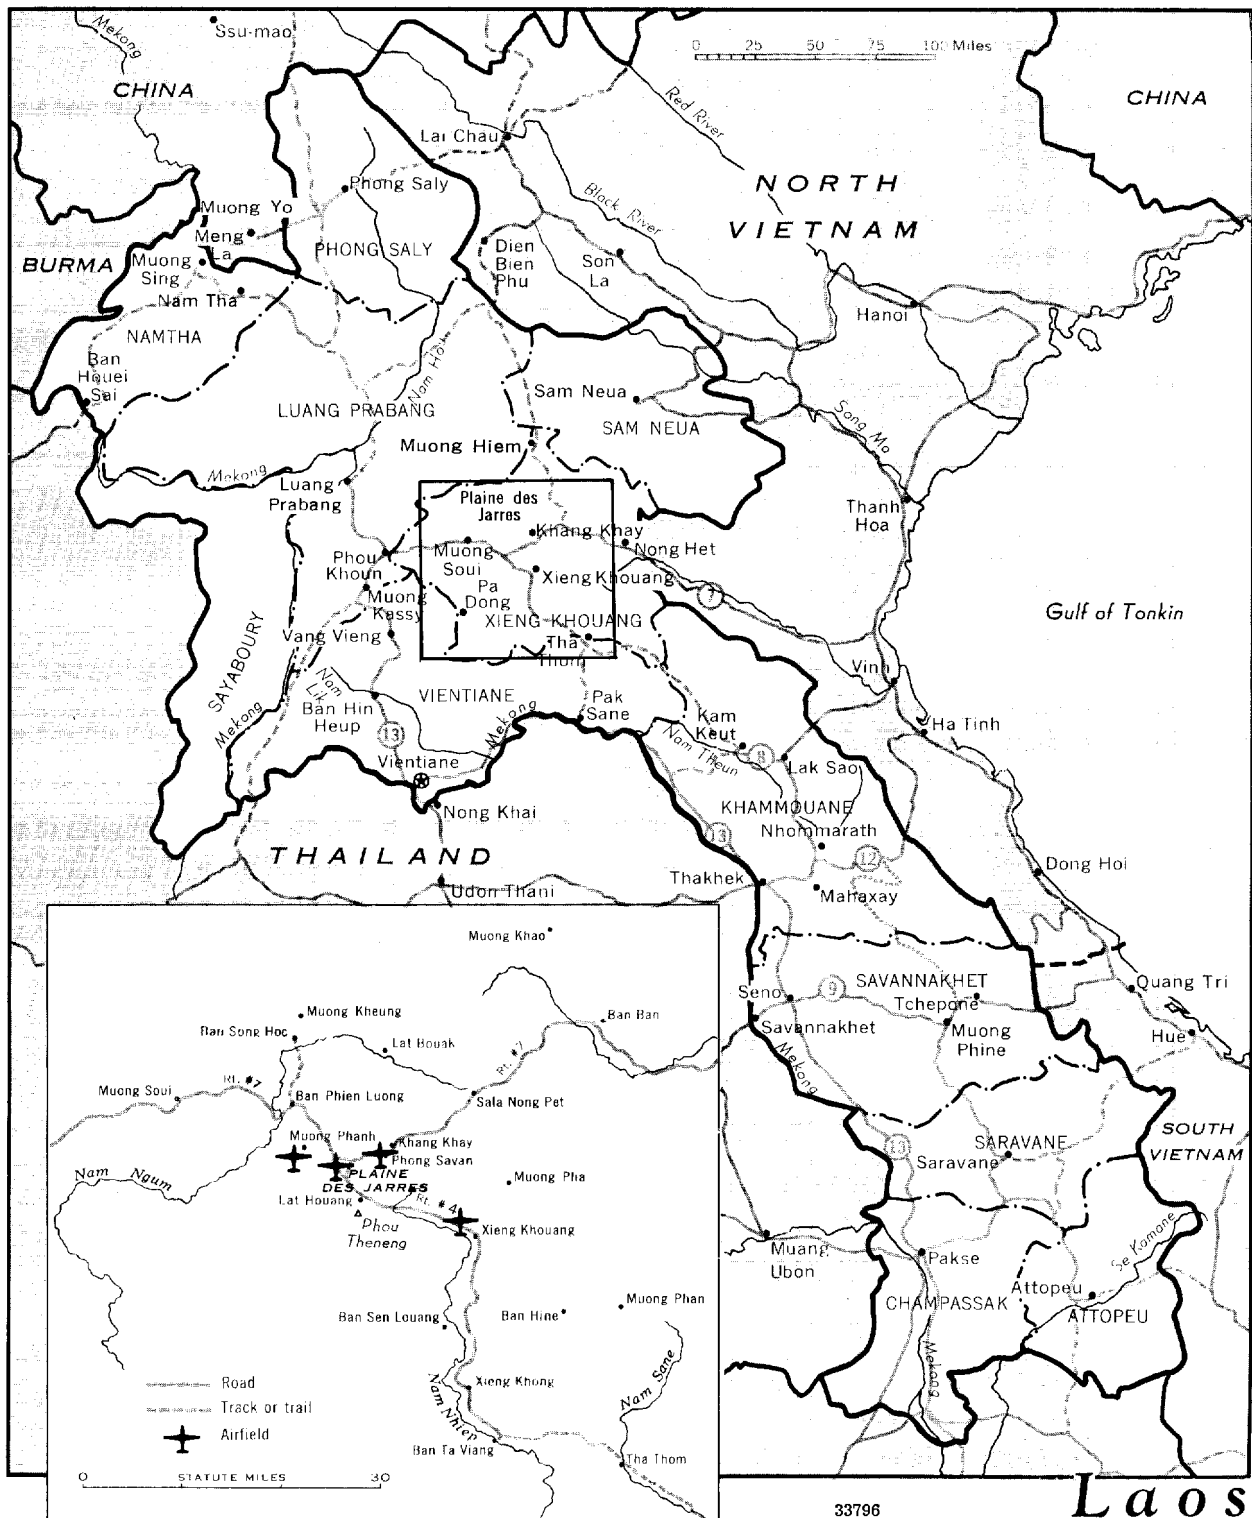 Mekong
Ssu-mao
0 25 50 75 100 Miles
CHINA
CHINA
Red River
Lai Chau
NORTH
VIETNAM
Phong Saly
Black River
Muong Yo
Meng
La
PHONG SALY
BURMA
Muong
Sing
Dien
Bien
Phu
Son
La
Nam Tha
Hanoi
NAMTHA
Ban
Houei
Sai
Nam Hou
Sam Neua
LUANG PRABANG
SAM NEUA
Song Ma
Muong Hiem
Mekong
Luang
Prabang
Plaine des
Jarres
Thanh
Hoa
Khang Khay
Nong Het
Phou
Khoun
Muong
Soui
Xieng Khouang
7
Pa
Dong
Muong
Kassy
XIENG KHOUANG
Gulf of Tonkin
Vang Vieng
Tha
Thom
SAYABOURY
Vinh
Nam
Lik
VIENTIANE
Pak
Sane
Mekong
Ban Hin
Heup
Mekong
Kam
Keut
Ha Tinh
13
Nam Theun
8
Vientiane
Lak Sao
Nong Khai
KHAMMOUANE
Nhommarath
13
12
THAILAND
Dong Hoi
Thakhek
Udon Thani
Mahaxay
Muong Khao
SAVANNAKHET
Quang Tri
Seno
9
Tchepone
Savannakhet
Muong
Phine
Hue
Mekong
Muong Kheung
Ban Ban
Ban Song Hoc
Lat Bouak
Rt. #7
Rt. #7
Muong Soui
Ban Phien Luong
Sala Nong Pet
Muong Phanh
Khang Khay
Phong Savan
PLAINE
DES JARRES
Nam Ngum
Muong Pha
Lat Houang
Rt. #4
Phou
Theneng
Xieng Khouang
13
SARAVANE
Saravane
SOUTH
VIETNAM
Muang
Ubon
Pakse
Se Kamane
Attopeu
CHAMPASSAK
ATTOPEU
Mekong
Ban Sen Louang
Ban Hine
Muong Phan
Nam Sane
Xieng Khong
Nam Nhiep
Ban Ta Viang
Tha Thom
Road
Track or trail
Airfield
0 STATUTE MILES 30
33796
Laos